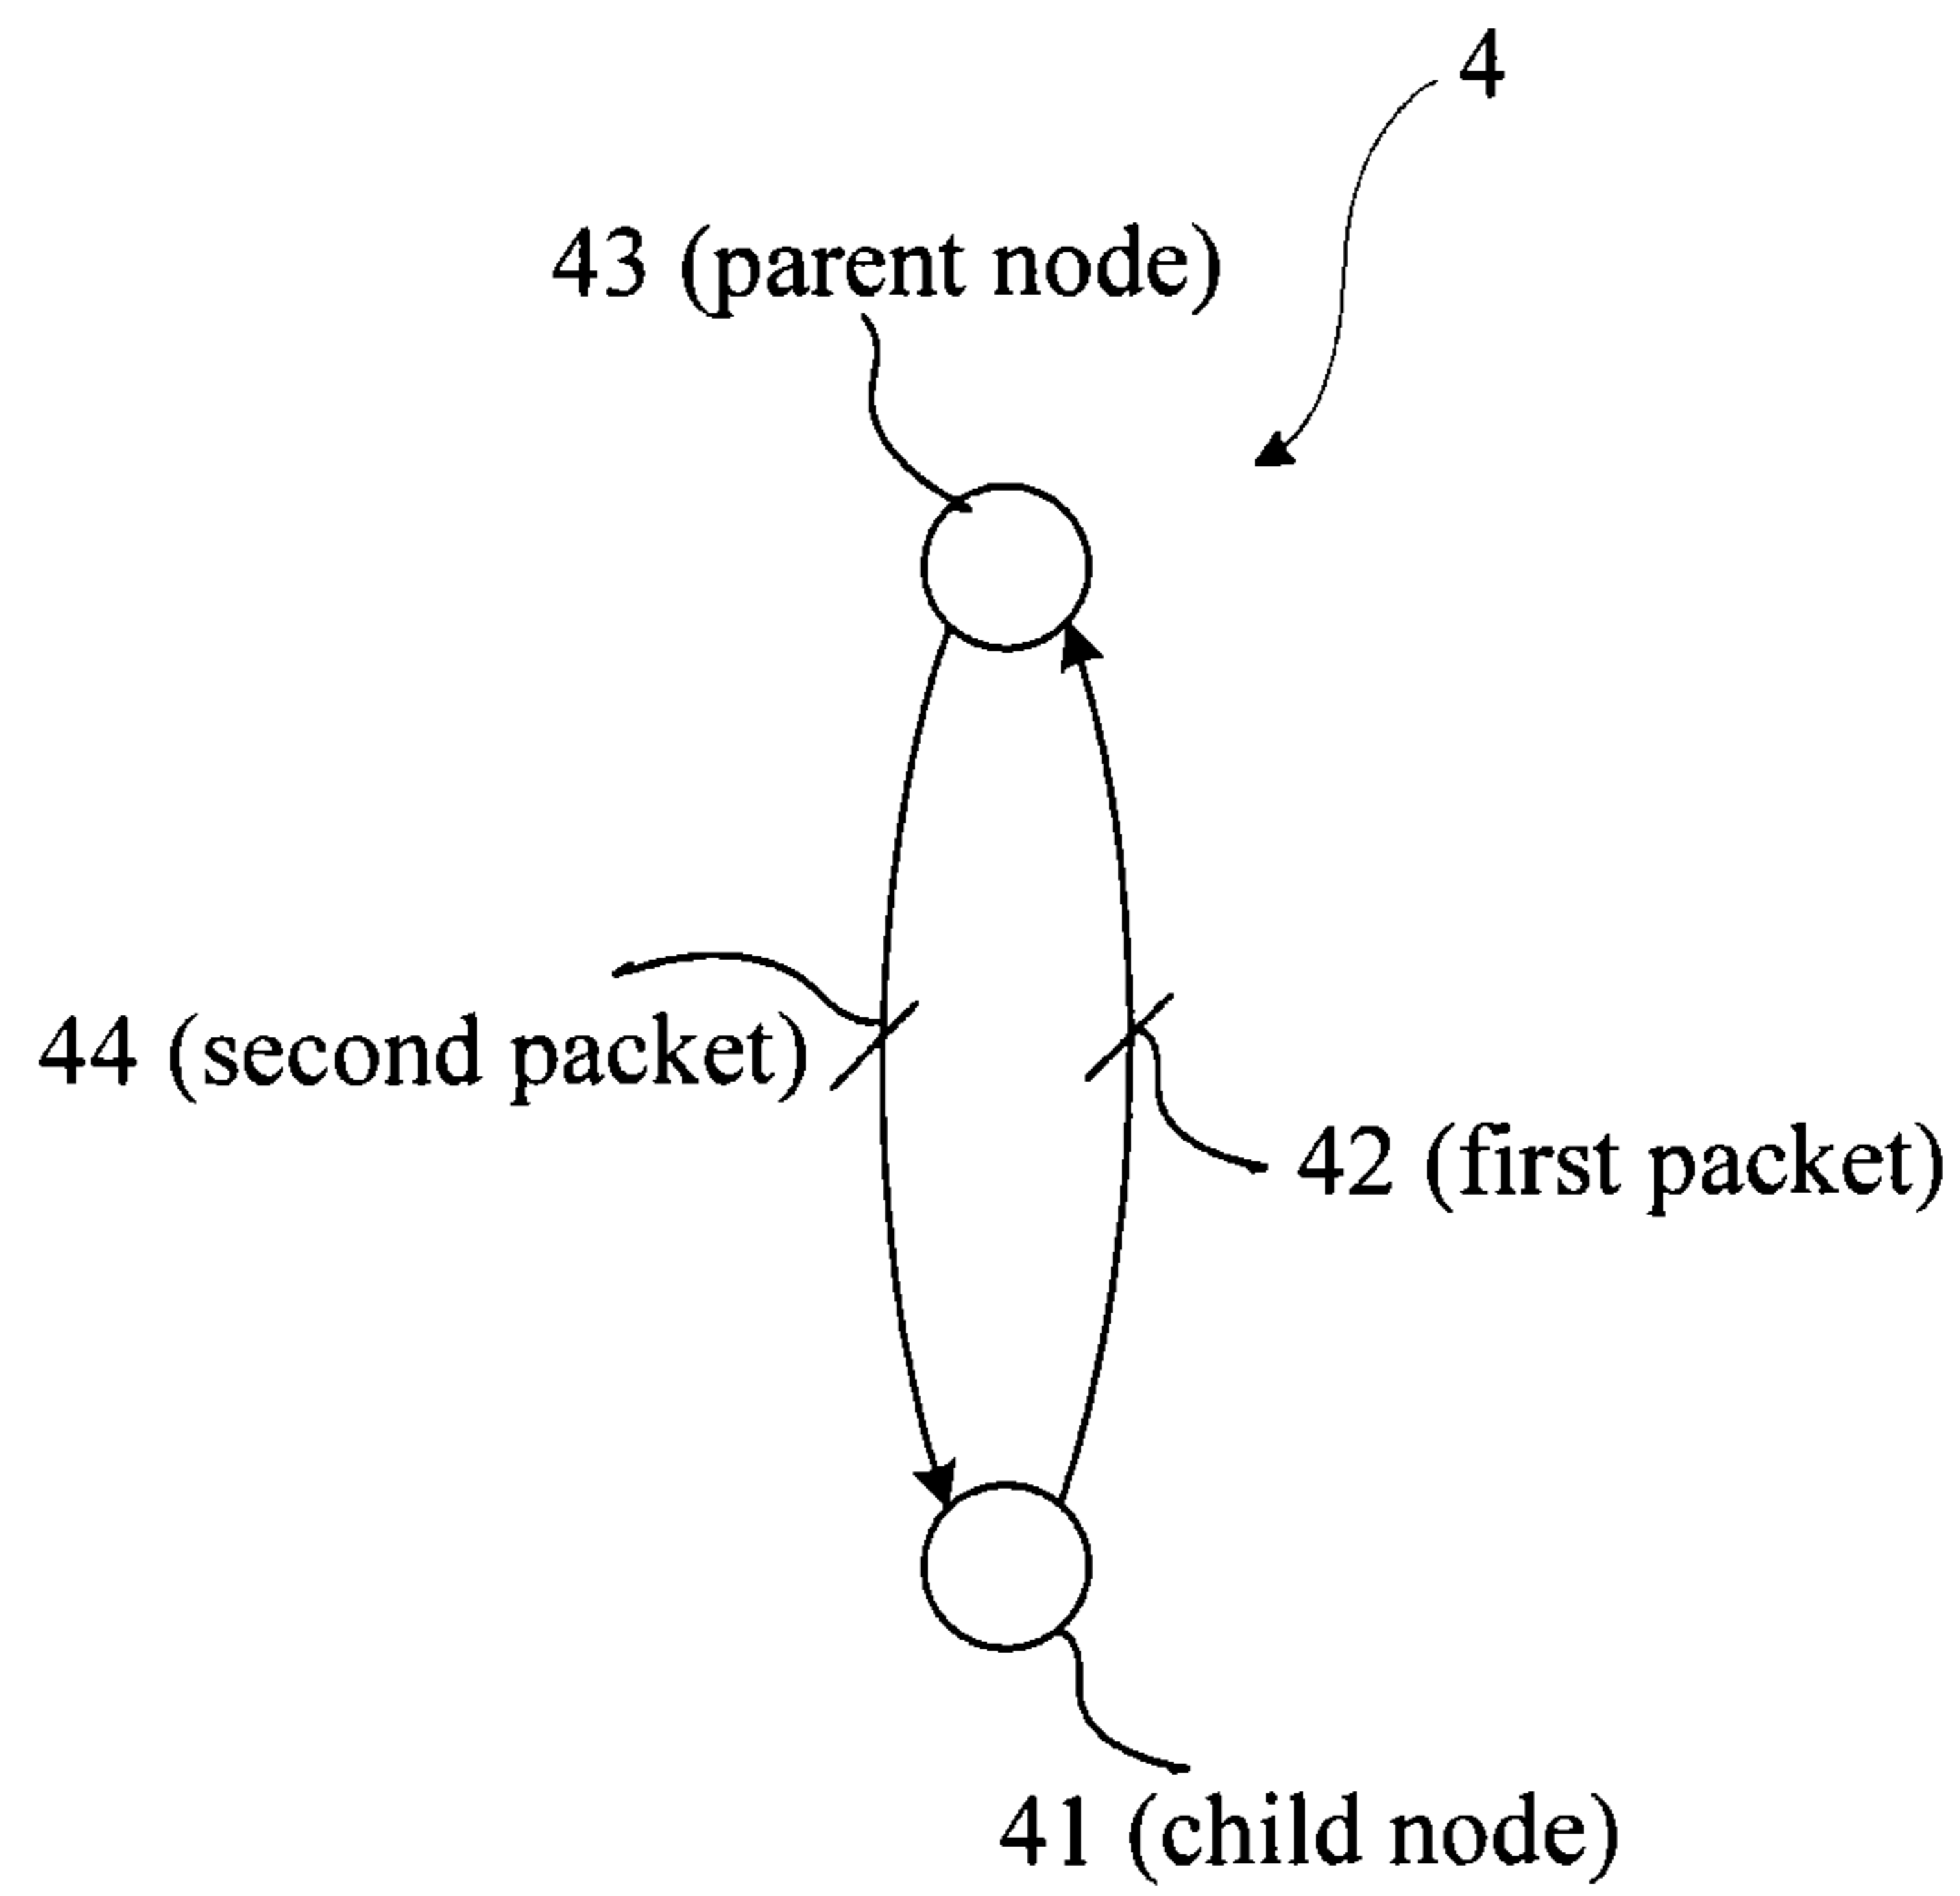 4
43 (parent node)
44 (second packet)
42 (first packet)
41 (child node)